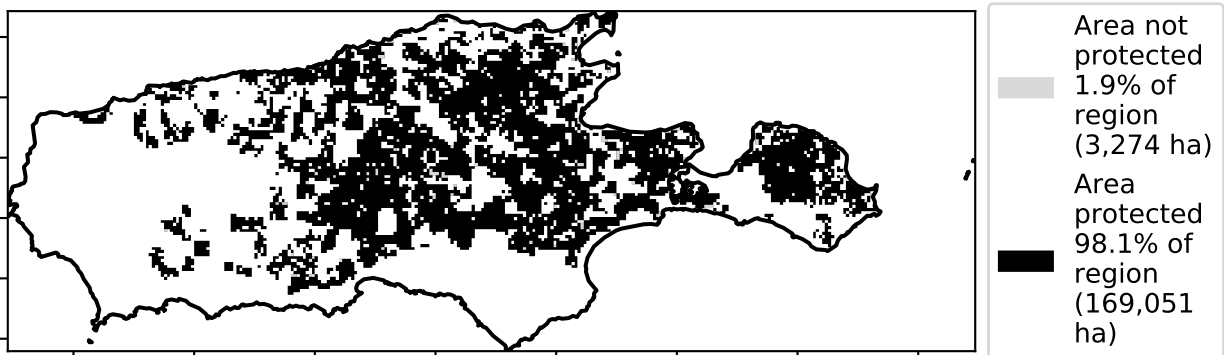 Area not
protected
1.9% of
region
(3,274 ha)
Area
protected
98.1% of
region
(169,051
ha)